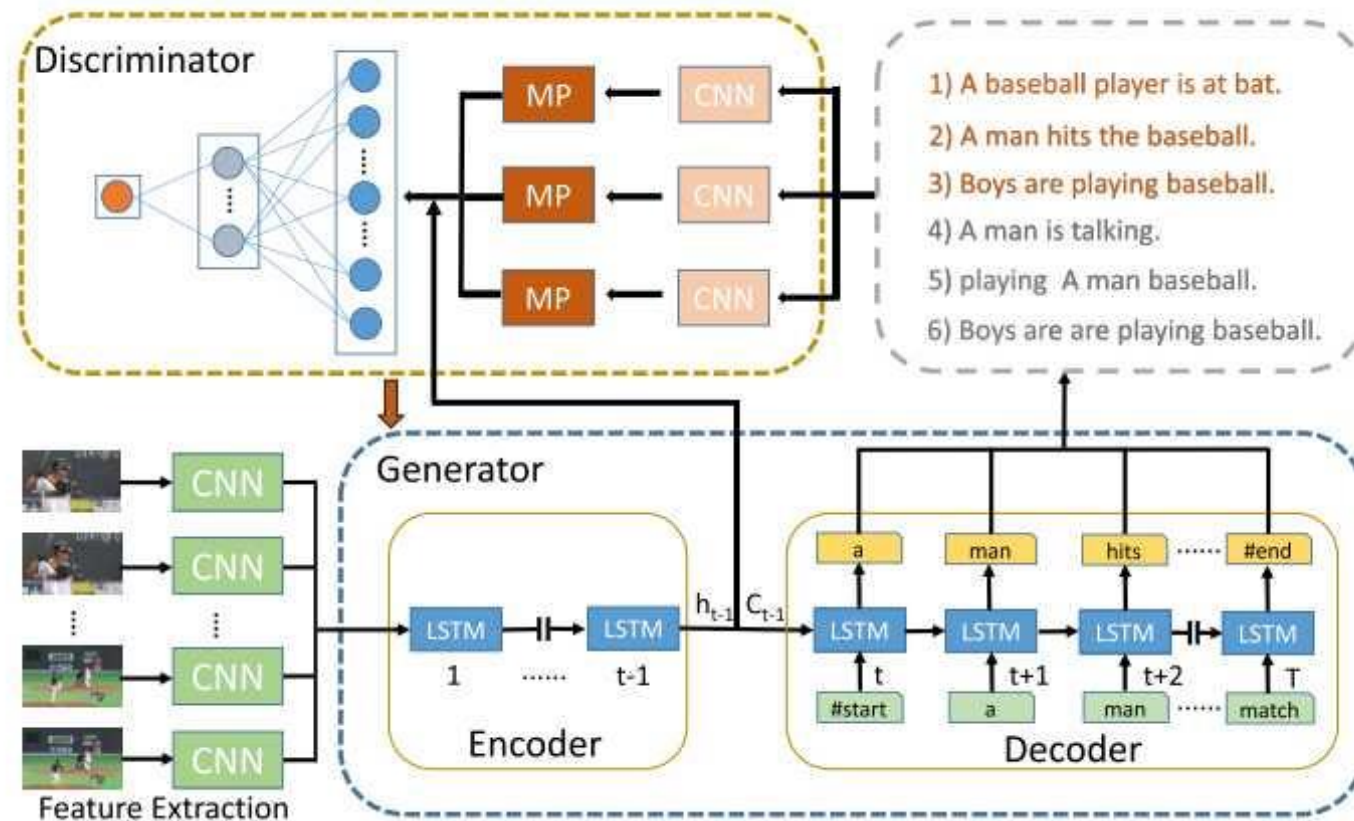 Discriminator
MP
CNN
MP
CNN
MP
CNN
1) A baseball player is at bat.
2) A man hits the baseball.
3) Boys are playing baseball.
4) A man is talking.
5) playing A man baseball.
6) Boys are are playing baseball.
CNN
CNN
CNN
CNN
Feature Extraction
Generator
LSTM
LSTM
1 ...... t-1
Encoder
h_{t-1} C_{t-1}
a man hits ...... #end
LSTM LSTM LSTM LSTM
t t+1 t+2 T
#start a man ...... match
Decoder